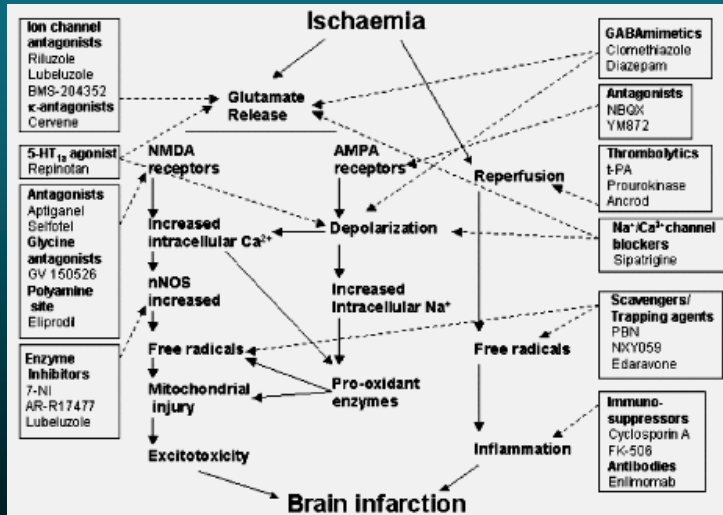 Ischaemia
Ion channel
antagonists
Riluzole
Lubeluzole
BMS-204352
κ-antagonists
Cervene
5-HT1a agonist
Repinotan
Antagonists
Aptiganel
Selfotel
Glycine
antagonists
GV 150526
Polyamine
site
Eliprodil
Enzyme
Inhibitors
7-NI
AR-R17477
Lubeluzole
Glutamate
Release
NMDA
receptors
AMPA
receptors
Reperfusion
Increased
intracellular Ca2+
Depolarization
nNOS
increased
Increased
Intracellular Na+
Free radicals
Free radicals
Mitochondrial
injury
Pro-oxidant
enzymes
Excitotoxicity
Inflammation
Brain infarction
GABAmimetics
Clomethiazole
Diazepam
Antagonists
NBQX
YM872
Thrombolytics
t-PA
Prourokinase
Ancrod
Na+/Ca2+ channel
blockers
Sipatrigine
Scavengers/
Trapping agents
PBN
NXY059
Edaravone
Immuno-
suppressors
Cyclosporin A
FK-506
Antibodies
Enlimomab